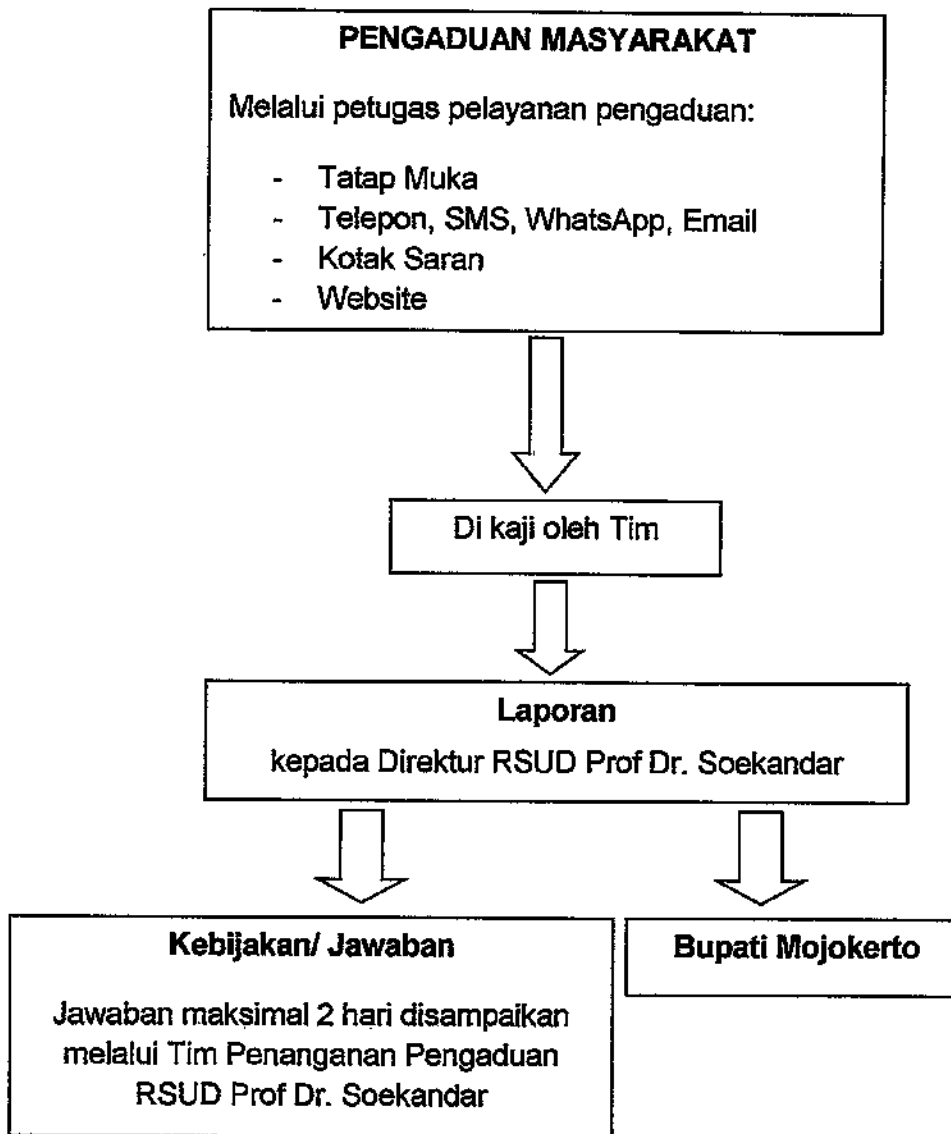 PENGADUAN MASYARAKAT
Melalui petugas pelayanan pengaduan:
- Tatap Muka
- Telepon, SMS, WhatsApp, Email
- Kotak Saran
- Website
Di kaji oleh Tim
Laporan
kepada Direktur RSUD Prof Dr. Soekandar
Kebijakan/ Jawaban
Jawaban maksimal 2 hari disampaikan
melalui Tim Penanganan Pengaduan
RSUD Prof Dr. Soekandar
Bupati Mojokerto